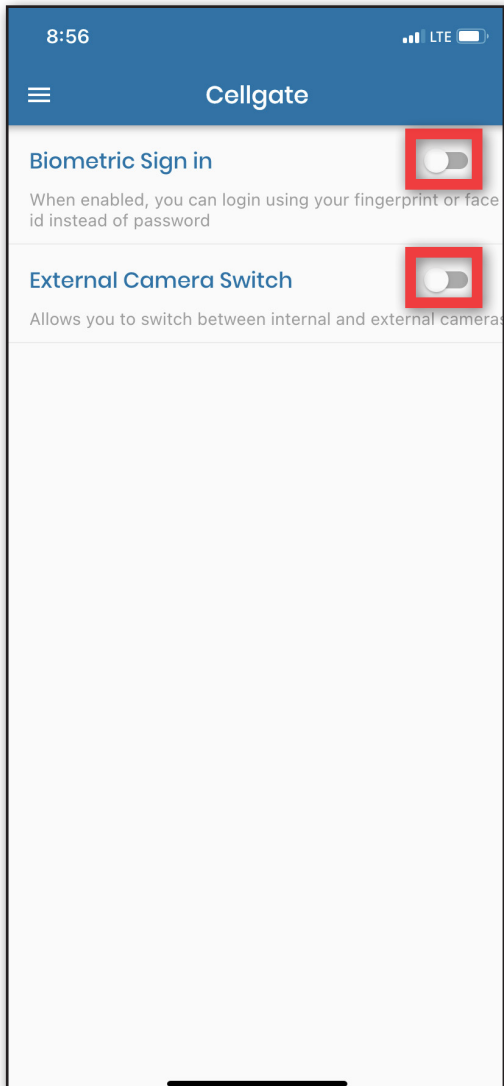 8:56 LTE
Cellgate
Biometric Sign in
When enabled, you can login using your fingerprint or face
id instead of password
External Camera Switch
Allows you to switch between internal and external cameras